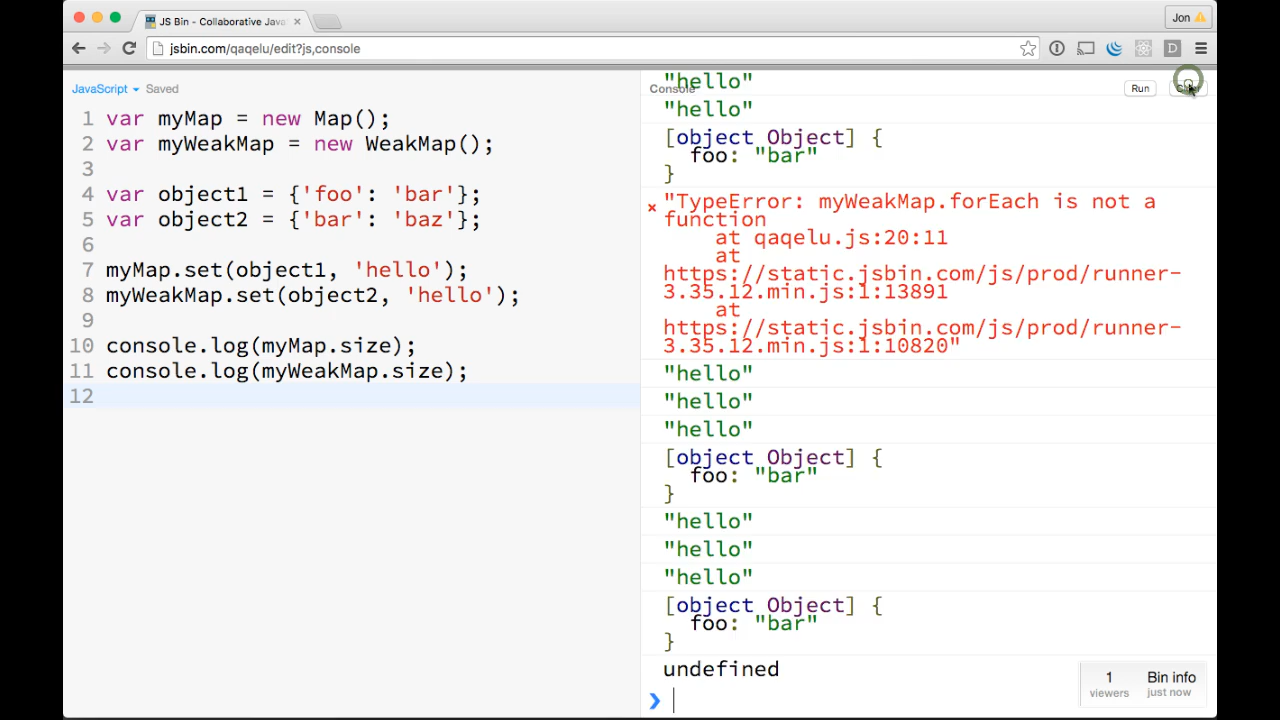 JS Bin - Collaborative Java
Jon
jsbin.com/qaqelu/edit?js,console
JavaScript Saved
1 var myMap = new Map();
2 var myWeakMap = new WeakMap();
3
4 var object1 = {'foo': 'bar'};
5 var object2 = {'bar': 'baz'};
6
7 myMap.set(object1, 'hello');
8 myWeakMap.set(object2, 'hello');
9
10 console.log(myMap.size);
11 console.log(myWeakMap.size);
12
"hello"
Console Run
"hello"
[object Object] {
foo: "bar"
}
"TypeError: myWeakMap.forEach is not a
function
at qaqelu.js:20:11
at
https://static.jsbin.com/js/prod/runner-
3.35.12.min.js:1:13891
at
https://static.jsbin.com/js/prod/runner-
3.35.12.min.js:1:10820"
"hello"
"hello"
"hello"
[object Object] {
foo: "bar"
}
"hello"
"hello"
"hello"
[object Object] {
foo: "bar"
}
undefined
1 Bin info
viewers just now